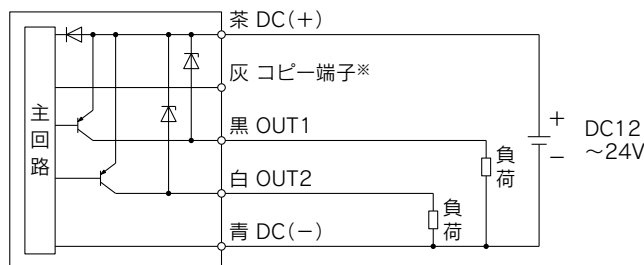 茶 DC(+)
灰 コピー端子※
主回路
黒 OUT1
白 OUT2
青 DC(−)
負荷
負荷
+
−
DC12
～24V